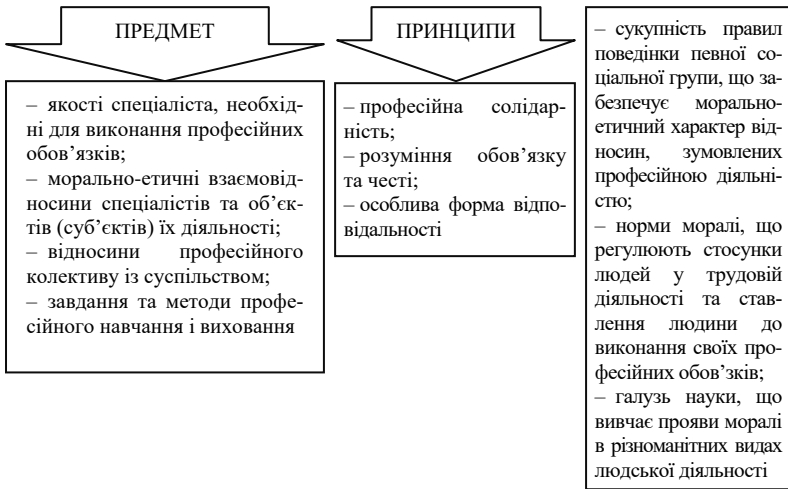 ПРЕДМЕТ
– якості спеціаліста, необхід-
ні для виконання професійних
обов’язків;
– морально-етичні взаємовід-
носини спеціалістів та об’єк-
тів (суб’єктів) їх діяльності;
– відносини професійного
колективу із суспільством;
– завдання та методи профе-
сійного навчання і виховання
ПРИНЦИПИ
– професійна солідар-
ність;
– розуміння обов’язку
та честі;
– особлива форма відпо-
відальності
– сукупність правил
поведінки певної со-
ціальної групи, що за-
безпечує морально-
етичний характер від-
носин, зумовлених
професійною діяльні-
стю;
– норми моралі, що
регулюють стосунки
людей у трудовій
діяльності та став-
лення людини до
виконання своїх про-
фесійних обов’зків;
– галузь науки, що
вивчає прояви моралі
в різноманітних видах
людської діяльності